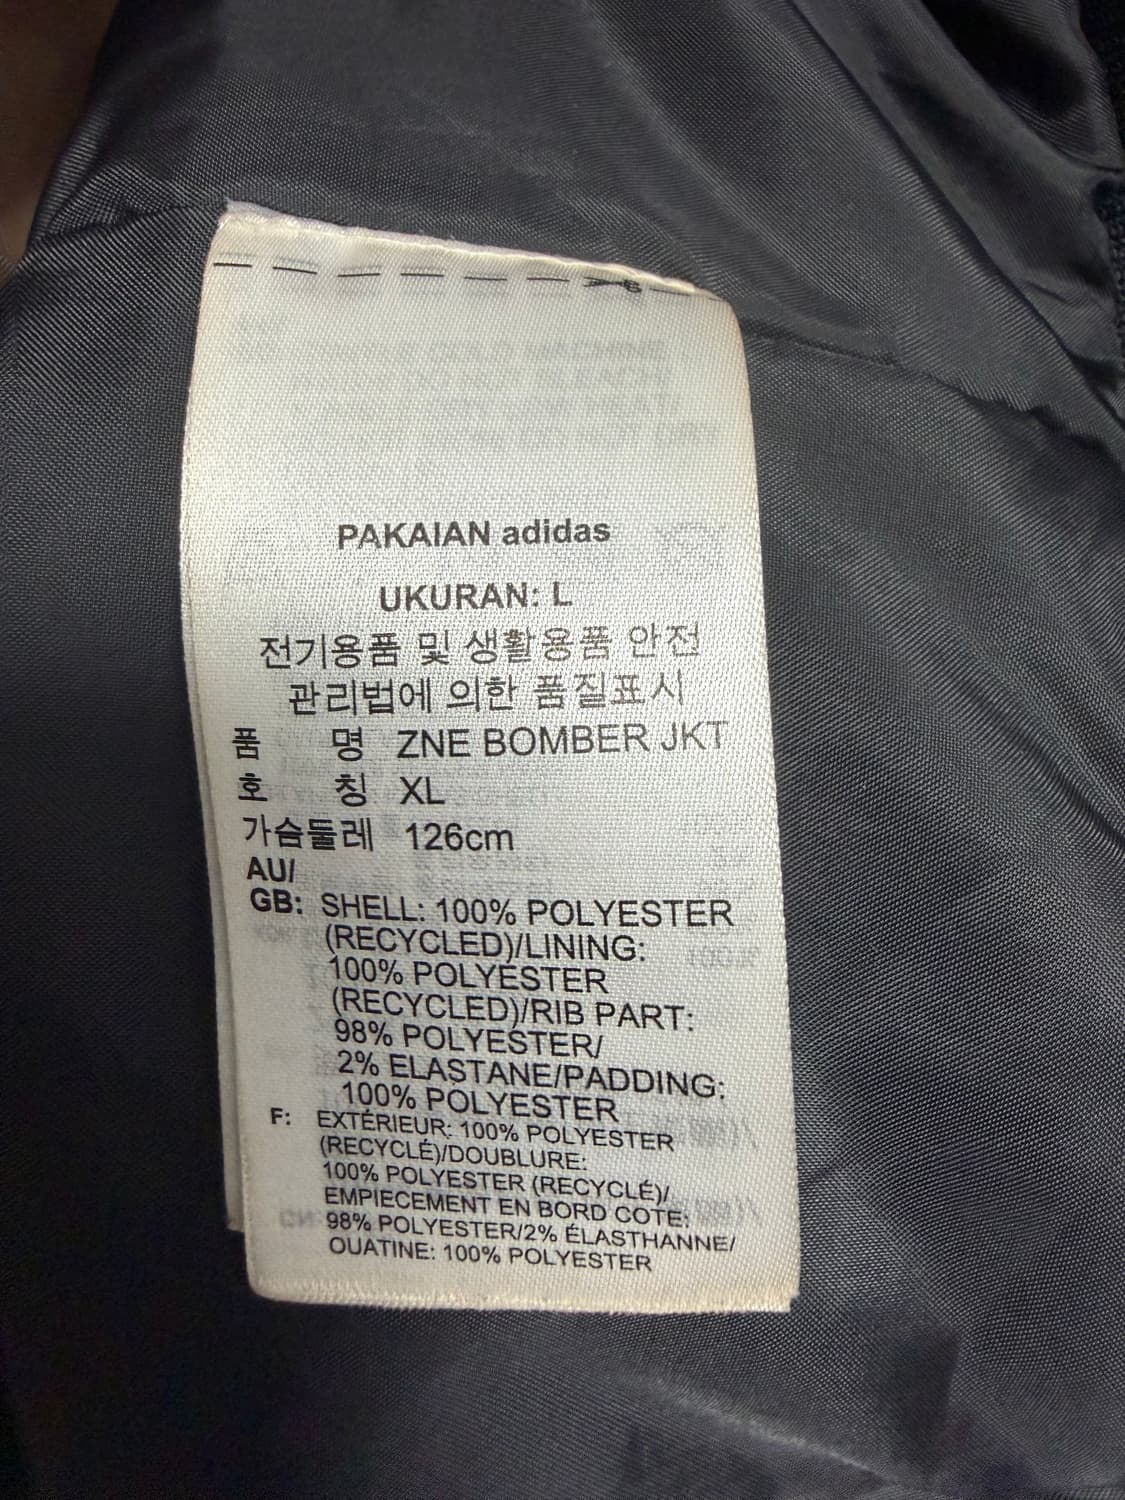 PAKAIAN adidas
UKURAN: L
전기용품 및 생활용품 안전
관리법에 의한 품질표시
품 명 ZNE BOMBER JKT
호 칭 XL
가슴둘레 126cm
AU/
GB: SHELL: 100% POLYESTER
(RECYCLED)/LINING:
100% POLYESTER
(RECYCLED)/RIB PART:
98% POLYESTER/
2% ELASTANE/PADDING:
100% POLYESTER
F: EXTÉRIEUR: 100% POLYESTER
(RECYCLÉ)/DOUBLURE:
100% POLYESTER (RECYCLÉ)/
EMPIECEMENT EN BORD COTE:
98% POLYESTER/2% ÉLASTHANNE/
OUATINE: 100% POLYESTER